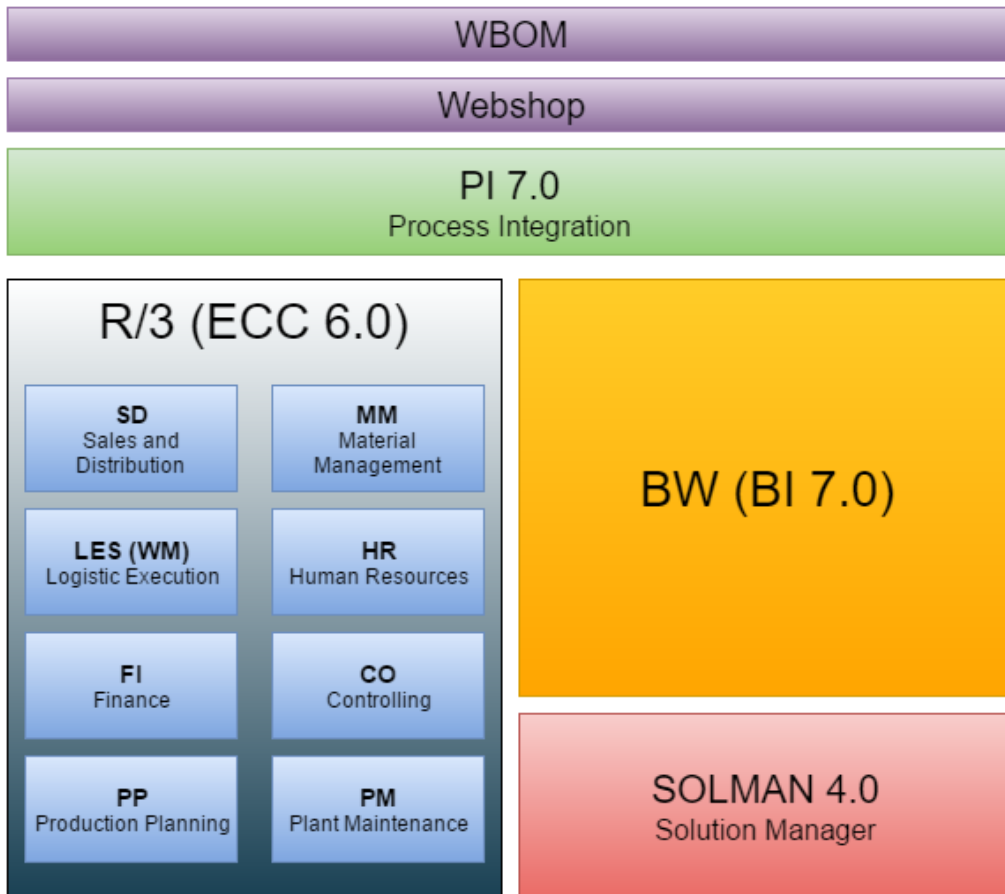 WBOM
Webshop
PI 7.0
Process Integration
R/3 (ECC 6.0)
SD
Sales and
Distribution
MM
Material
Management
LES (WM)
Logistic Execution
HR
Human Resources
FI
Finance
CO
Controlling
PP
Production Planning
PM
Plant Maintenance
BW (BI 7.0)
SOLMAN 4.0
Solution Manager